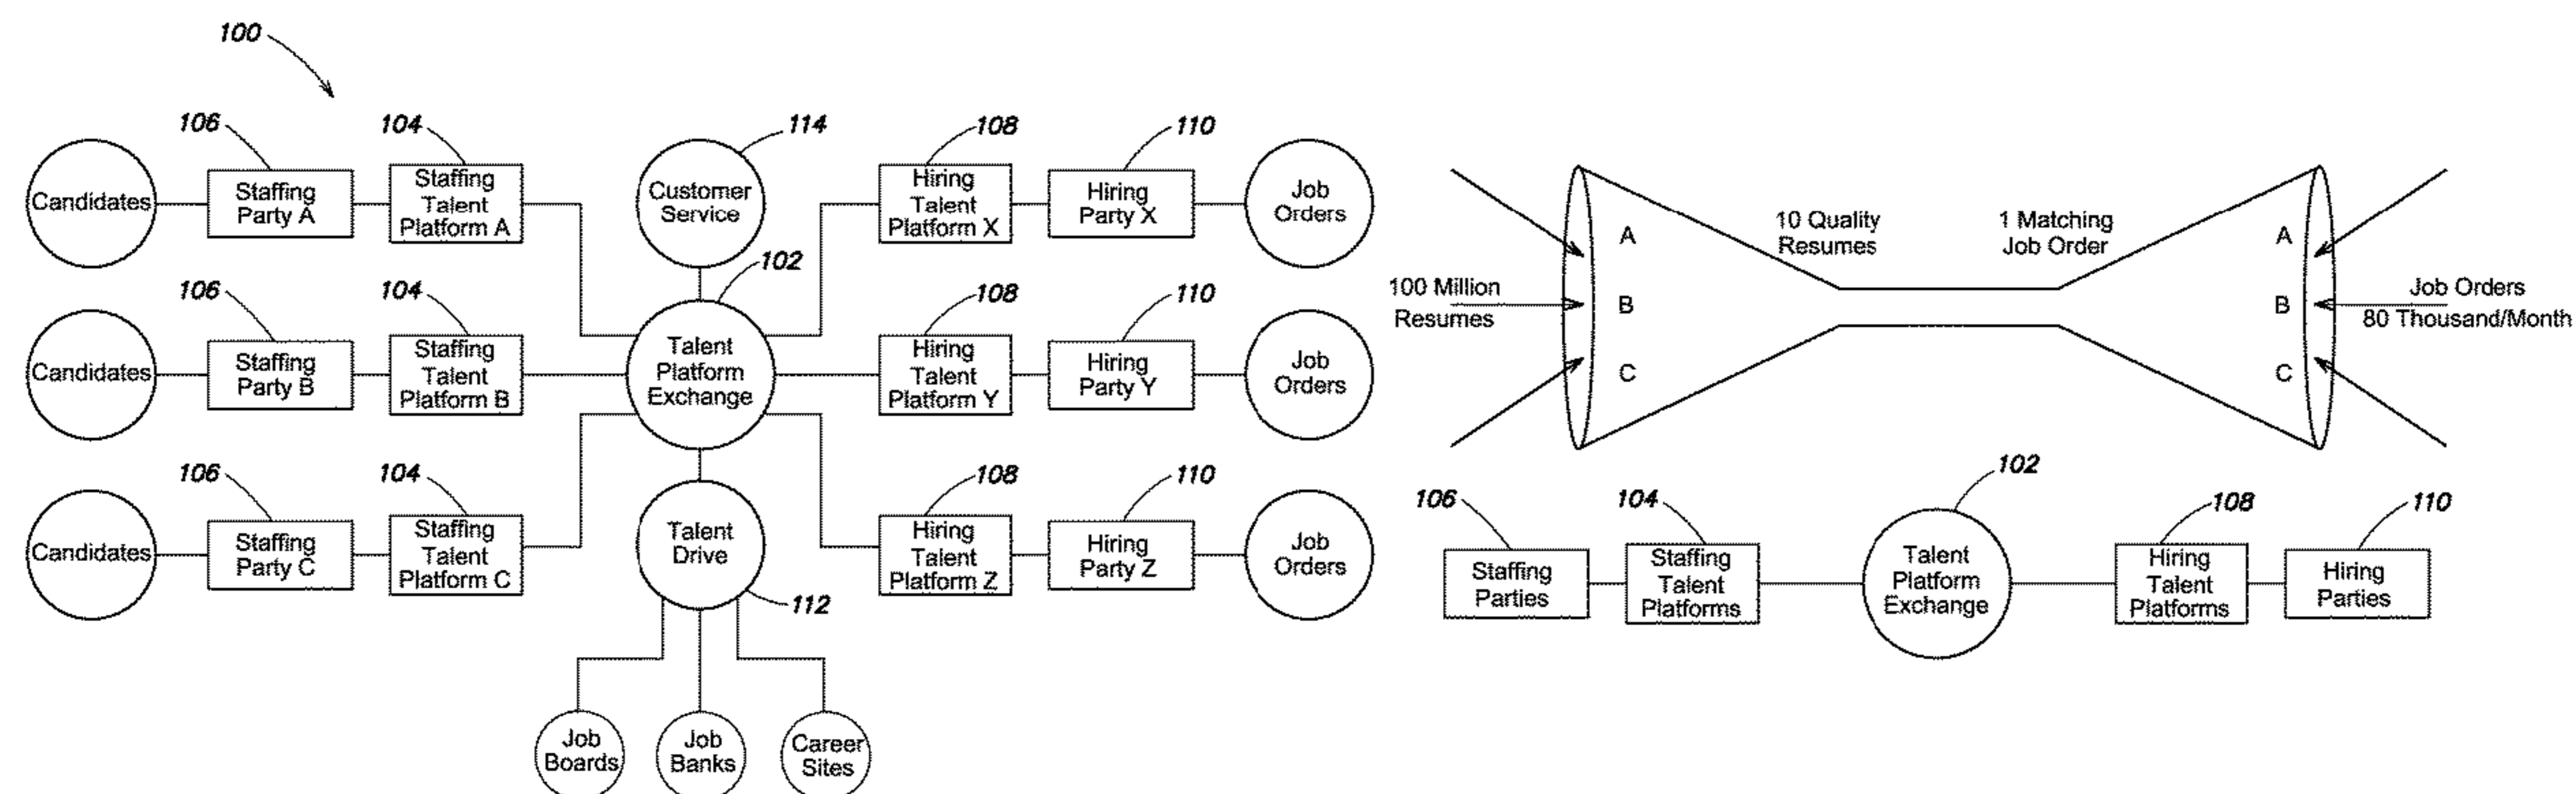 100
106
104
114
108
110
Candidates
Staffing
Party A
Staffing
Talent
Platform A
Customer
Service
Hiring
Talent
Platform X
Hiring
Party X
Job
Orders
102
106
104
108
110
Candidates
Staffing
Party B
Staffing
Talent
Platform B
Talent
Platform
Exchange
Hiring
Talent
Platform Y
Hiring
Party Y
Job
Orders
106
104
108
110
Candidates
Staffing
Party C
Staffing
Talent
Platform C
Talent
Drive
Hiring
Talent
Platform Z
Hiring
Party Z
Job
Orders
112
Job
Boards
Job
Banks
Career
Sites
100 Million
Resumes
A
B
C
10 Quality
Resumes
1 Matching
Job Order
A
B
C
Job Orders
80 Thousand/Month
106
104
102
108
110
Staffing
Parties
Staffing
Talent
Platforms
Talent
Platform
Exchange
Hiring
Talent
Platforms
Hiring
Parties